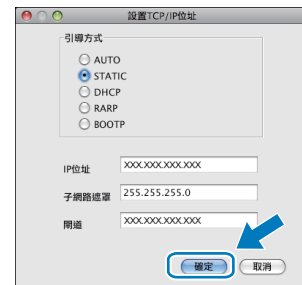 設置TCP/IP位址
引導方式
AUTO
STATIC
DHCP
RARP
BOOTP
IP位址 XXX.XXX.XXX.XXX
子網路遮罩 255.255.255.0
閘道 XXX.XXX.XXX.XXX
確定 取消